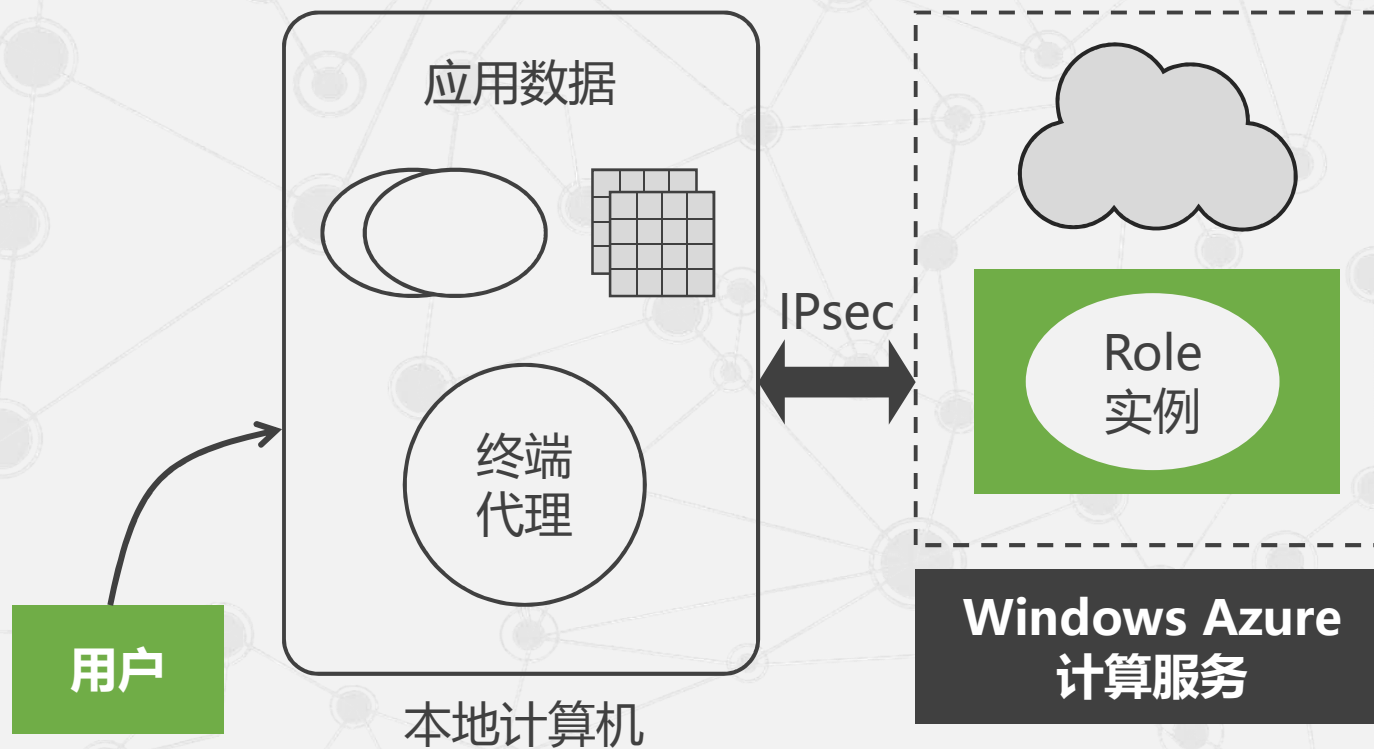 应用数据
IPsec
Role
实例
终端
代理
用户
Windows Azure
计算服务
本地计算机